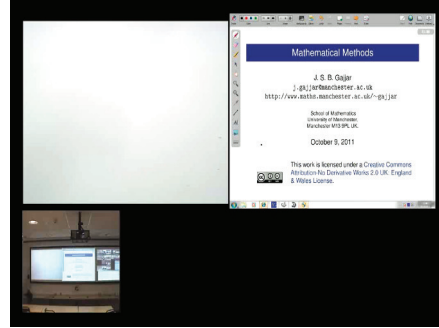 Mathematical Methods
J. S. B. Gajjar
j.gajjar@manchester.ac.uk
http://www.maths.manchester.ac.uk/~gajjar
School of Mathematics
University of Manchester,
Manchester M13 9PL UK.
October 9, 2011
This work is licensed under a Creative Commons
Attribution No Derivative Works 2.0 UK: England
& Wales License.